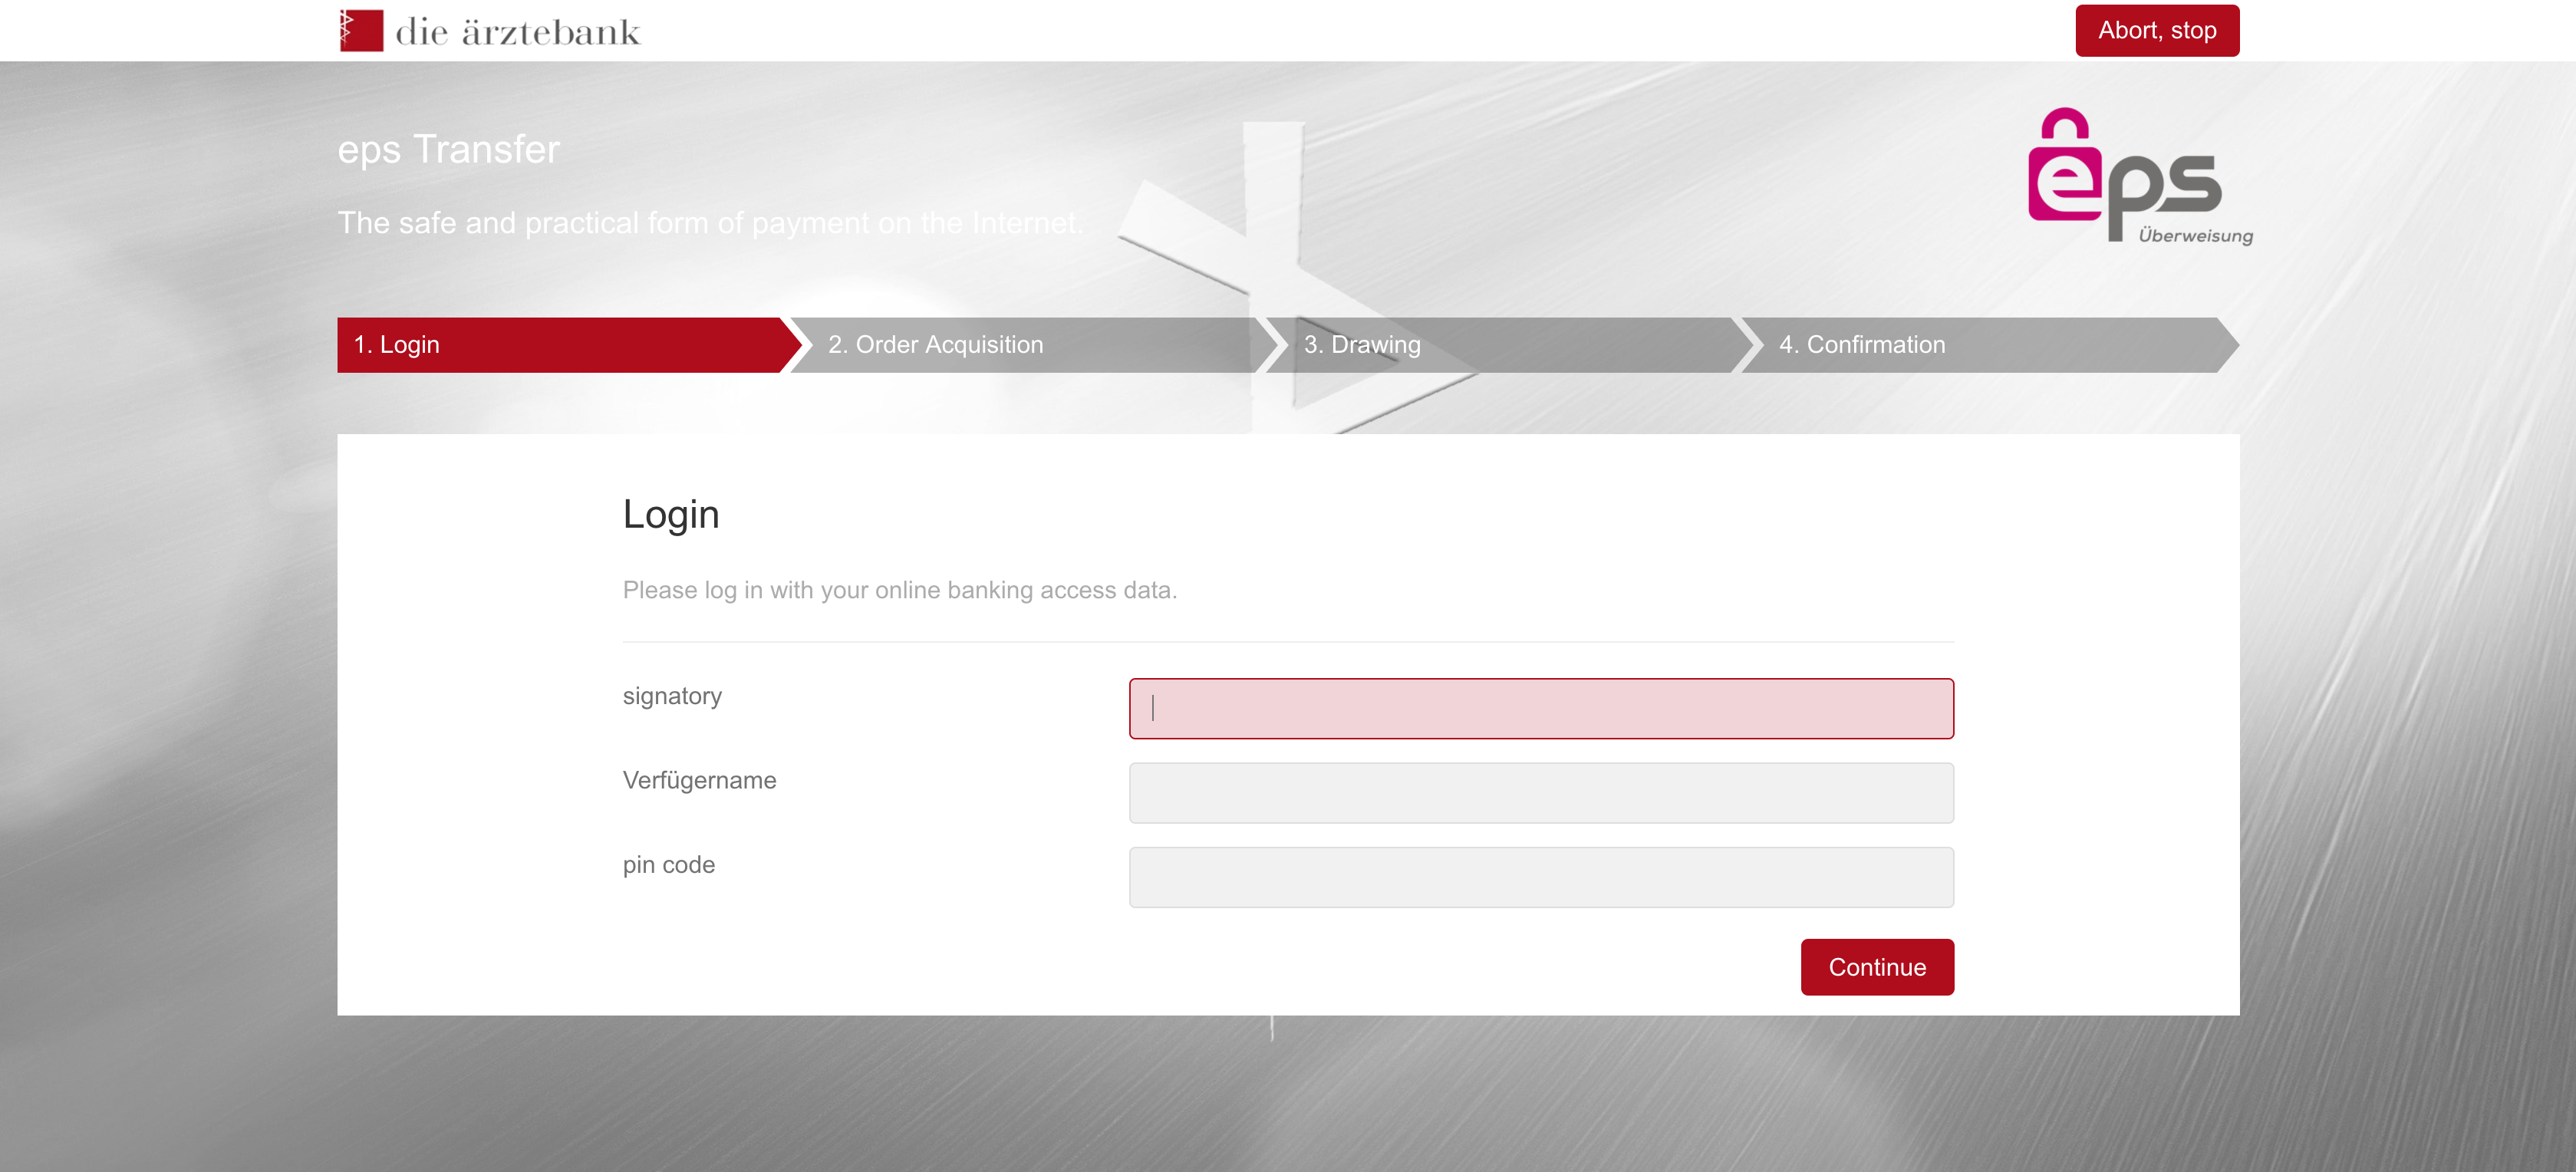 die ärztebank
Abort, stop
eps Transfer
The safe and practical form of payment on the Internet.
eps
Überweisung
1. Login
2. Order Acquisition
3. Drawing
4. Confirmation
Login
Please log in with your online banking access data.
signatory
Verfügername
pin code
Continue